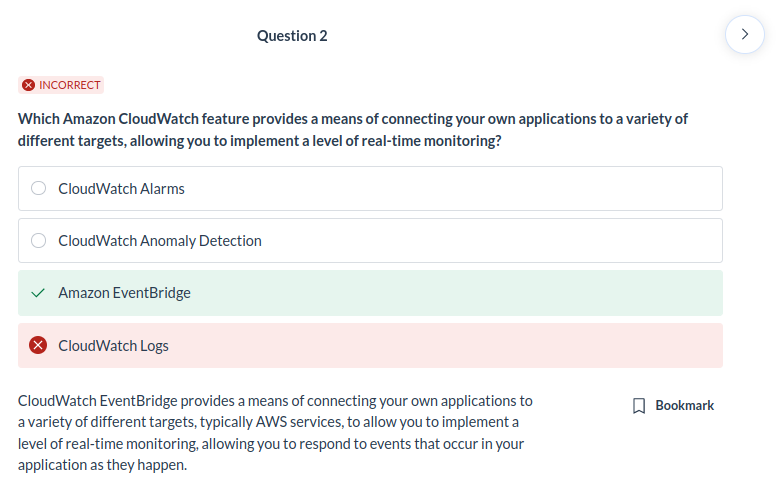 Question 2
INCORRECT
Which Amazon CloudWatch feature provides a means of connecting your own applications to a variety of
different targets, allowing you to implement a level of real-time monitoring?
CloudWatch Alarms
CloudWatch Anomaly Detection
Amazon EventBridge
CloudWatch Logs
CloudWatch EventBridge provides a means of connecting your own applications to
a variety of different targets, typically AWS services, to allow you to implement a
level of real-time monitoring, allowing you to respond to events that occur in your
application as they happen.
Bookmark